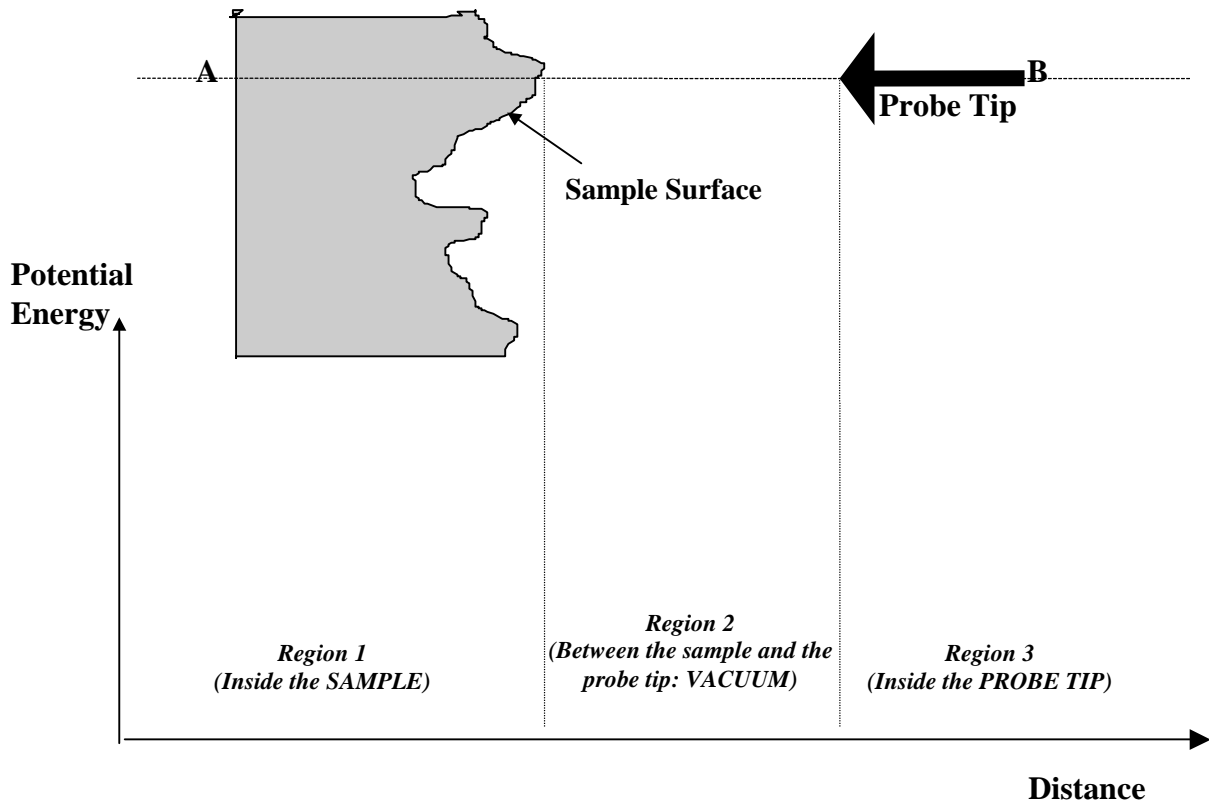 A
B
Probe Tip
Sample Surface
Potential
Energy
Region 1
(Inside the SAMPLE)
Region 2
(Between the sample and the
probe tip: VACUUM)
Region 3
(Inside the PROBE TIP)
Distance